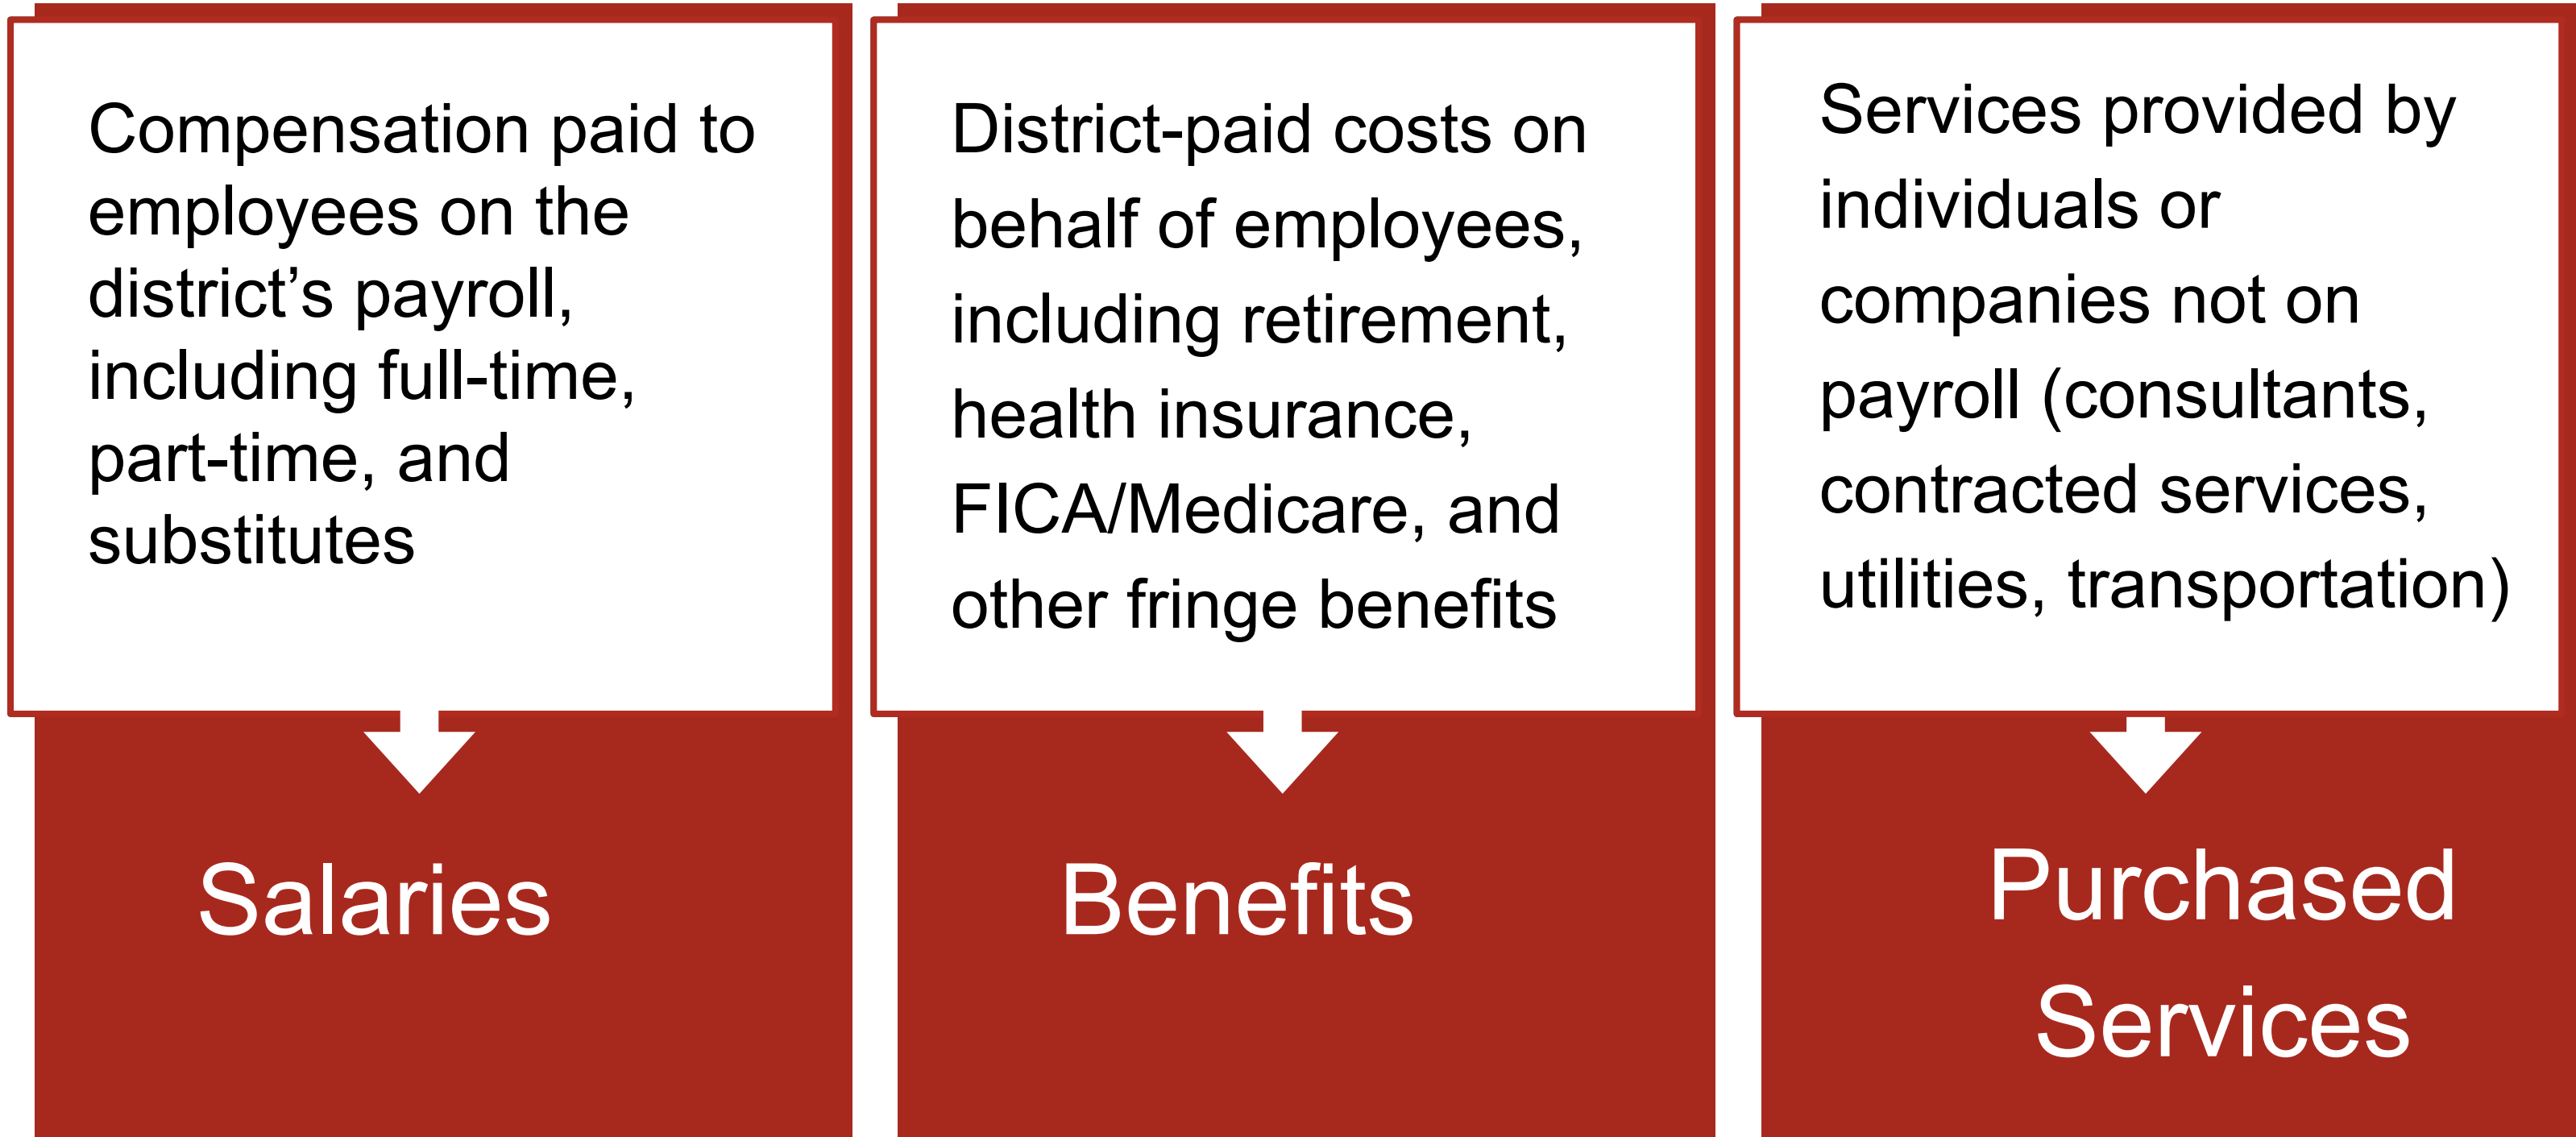 Compensation paid to
employees on the
district’s payroll,
including full-time,
part-time, and
substitutes
Salaries
District-paid costs on
behalf of employees,
including retirement,
health insurance,
FICA/Medicare, and
other fringe benefits
Benefits
Services provided by
individuals or
companies not on
payroll (consultants,
contracted services,
utilities, transportation)
Purchased
Services